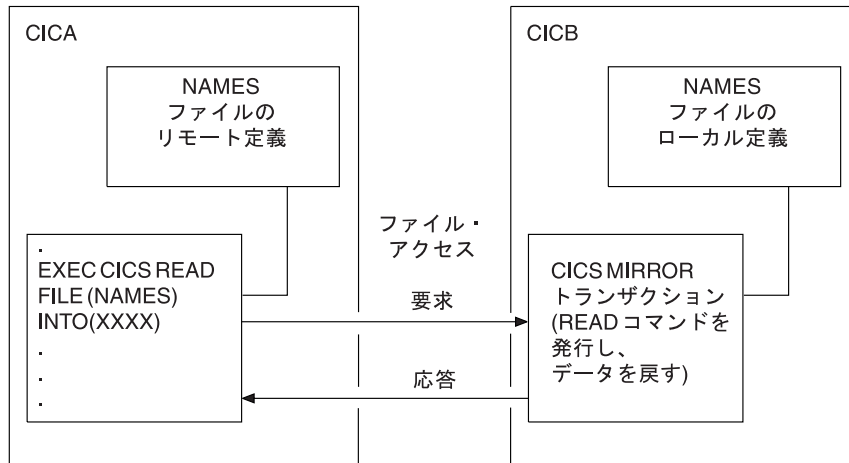 CICA
NAMES
ファイルの
リモート定義
.
EXEC CICS READ
FILE (NAMES)
INTO(XXXX)
.
.
.
ファイル・
アクセス
要求
応答
CICB
NAMES
ファイルの
ローカル定義
CICS MIRROR
トランザクション
(READ コマンドを
発行し、
データを戻す)